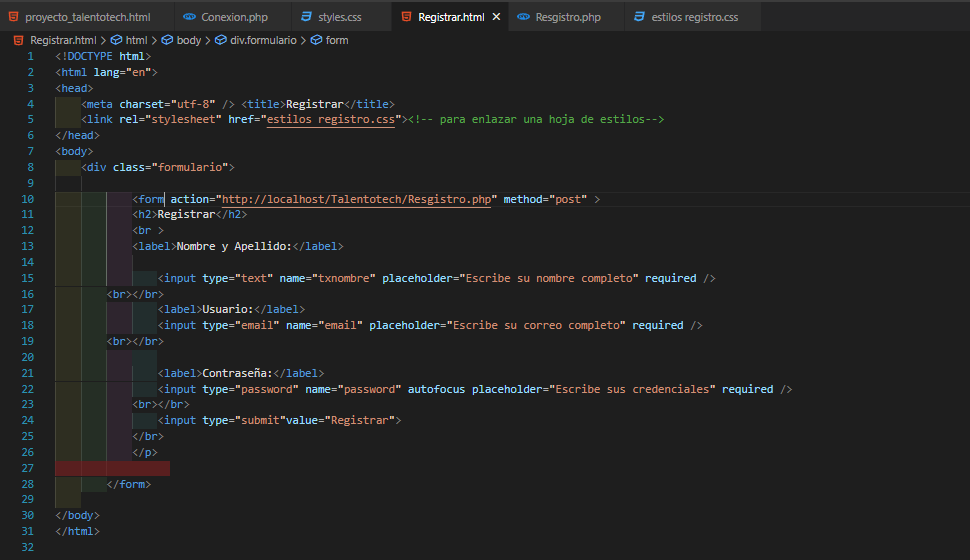 proyecto_talentotech.html Conexion.php styles.css Registrar.html × Resgistro.php estilos registro.css
Registrar.html > html > body > div.formulario > form
1 <!DOCTYPE html>
2 <html lang="en">
3 <head>
4 <meta charset="utf-8" /> <title>Registrar</title>
5 <link rel="stylesheet" href="estilos registro.css"><!-- para enlazar una hoja de estilos-->
6 </head>
7 <body>
8 <div class="formulario">
9
10 <form action="http://localhost/Talentotech/Resgistro.php" method="post" >
11 <h2>Registrar</h2>
12 <br >
13 <label>Nombre y Apellido:</label>
14
15 <input type="text" name="txnombre" placeholder="Escribe su nombre completo" required />
16 <br></br>
17 <label>Usuario:</label>
18 <input type="email" name="email" placeholder="Escribe su correo completo" required />
19 <br></br>
20
21 <label>Contraseña:</label>
22 <input type="password" name="password" autofocus placeholder="Escribe sus credenciales" required />
23 <br></br>
24 <input type="submit"value="Registrar">
25 </br>
26 </p>
27
28 </form>
29
30 </body>
31 </html>
32